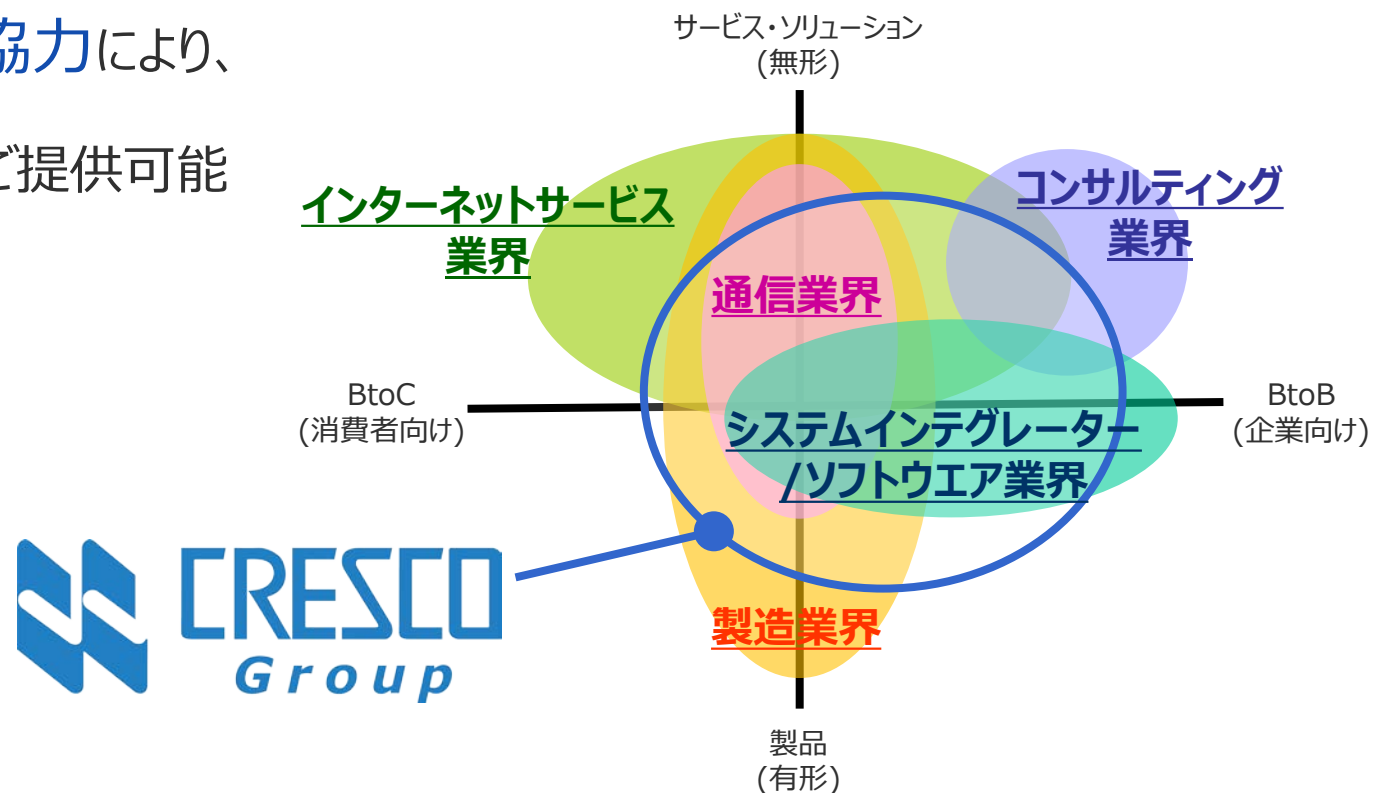 協力により、
ご提供可能
サービス・ソリューション
(無形)
インターネットサービス
業界
コンサルティング
業界
通信業界
BtoC
(消費者向け)
BtoB
(企業向け)
システムインテグレーター
/ソフトウエア業界
CRESCO
Group
製造業界
製品
(有形)